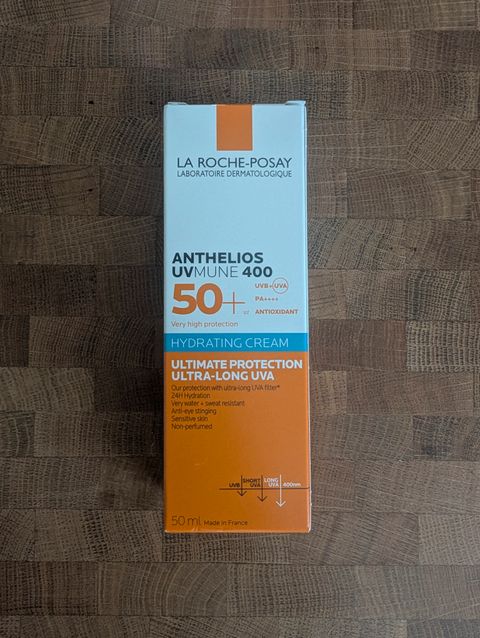 LA ROCHE-POSAY
LABORATOIRE DERMATOLOGIQUE
ANTHELIOS
UVMUNE 400
50+
UVB+UVA
PA++++
ANTIOXIDANT
Very high protection
HYDRATING CREAM
ULTIMATE PROTECTION
ULTRA-LONG UVA
Our protection with ultra-long UVA filter*
24H Hydration
Very water + sweat resistant
Anti-eye stinging
Sensitive skin
Non-perfumed
UVB
SHORT UVA
LONG UVA
400nm
50 ml Made in France